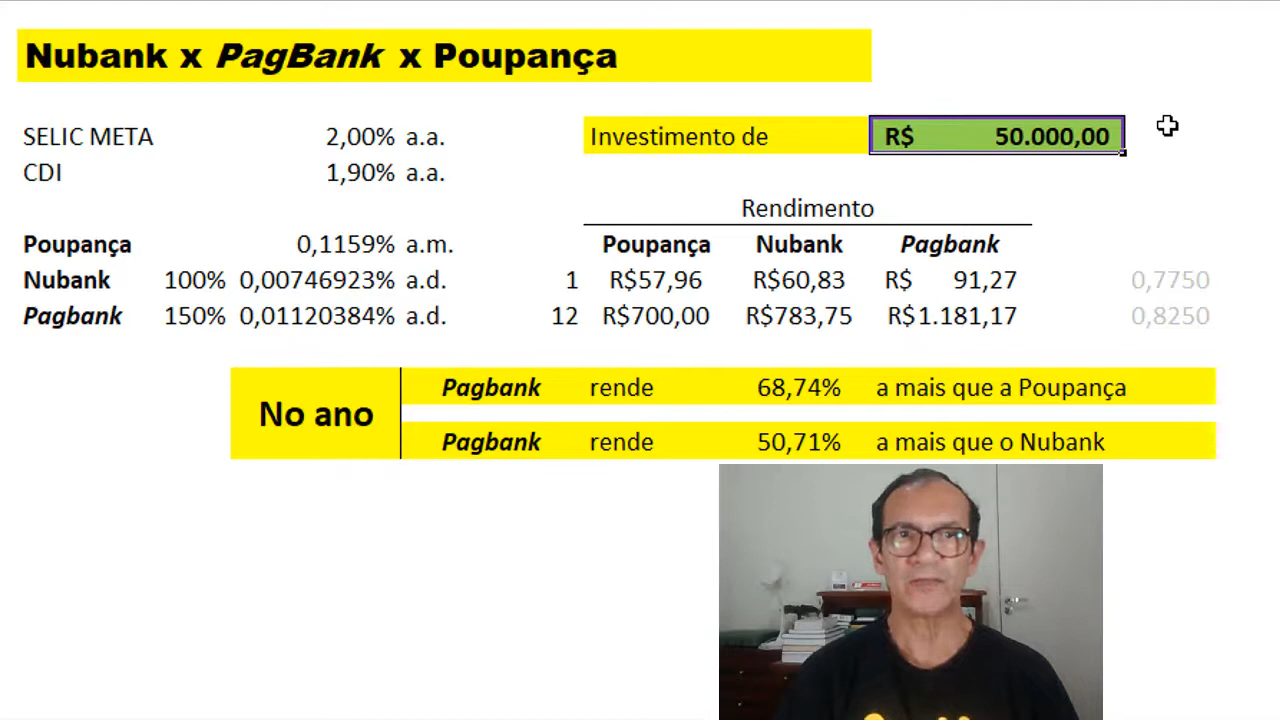 Nubank x PagBank x Poupança
SELIC META 2,00% a.a. Investimento de R$ 50.000,00
CDI 1,90% a.a.
Rendimento
Poupança 0,1159% a.m. Poupança Nubank Pagbank
Nubank 100% 0,00746923% a.d. 1 R$57,96 R$60,83 R$ 91,27 0,7750
Pagbank 150% 0,01120384% a.d. 12 R$700,00 R$783,75 R$1.181,17 0,8250
No ano
Pagbank rende 68,74% a mais que a Poupança
Pagbank rende 50,71% a mais que o Nubank